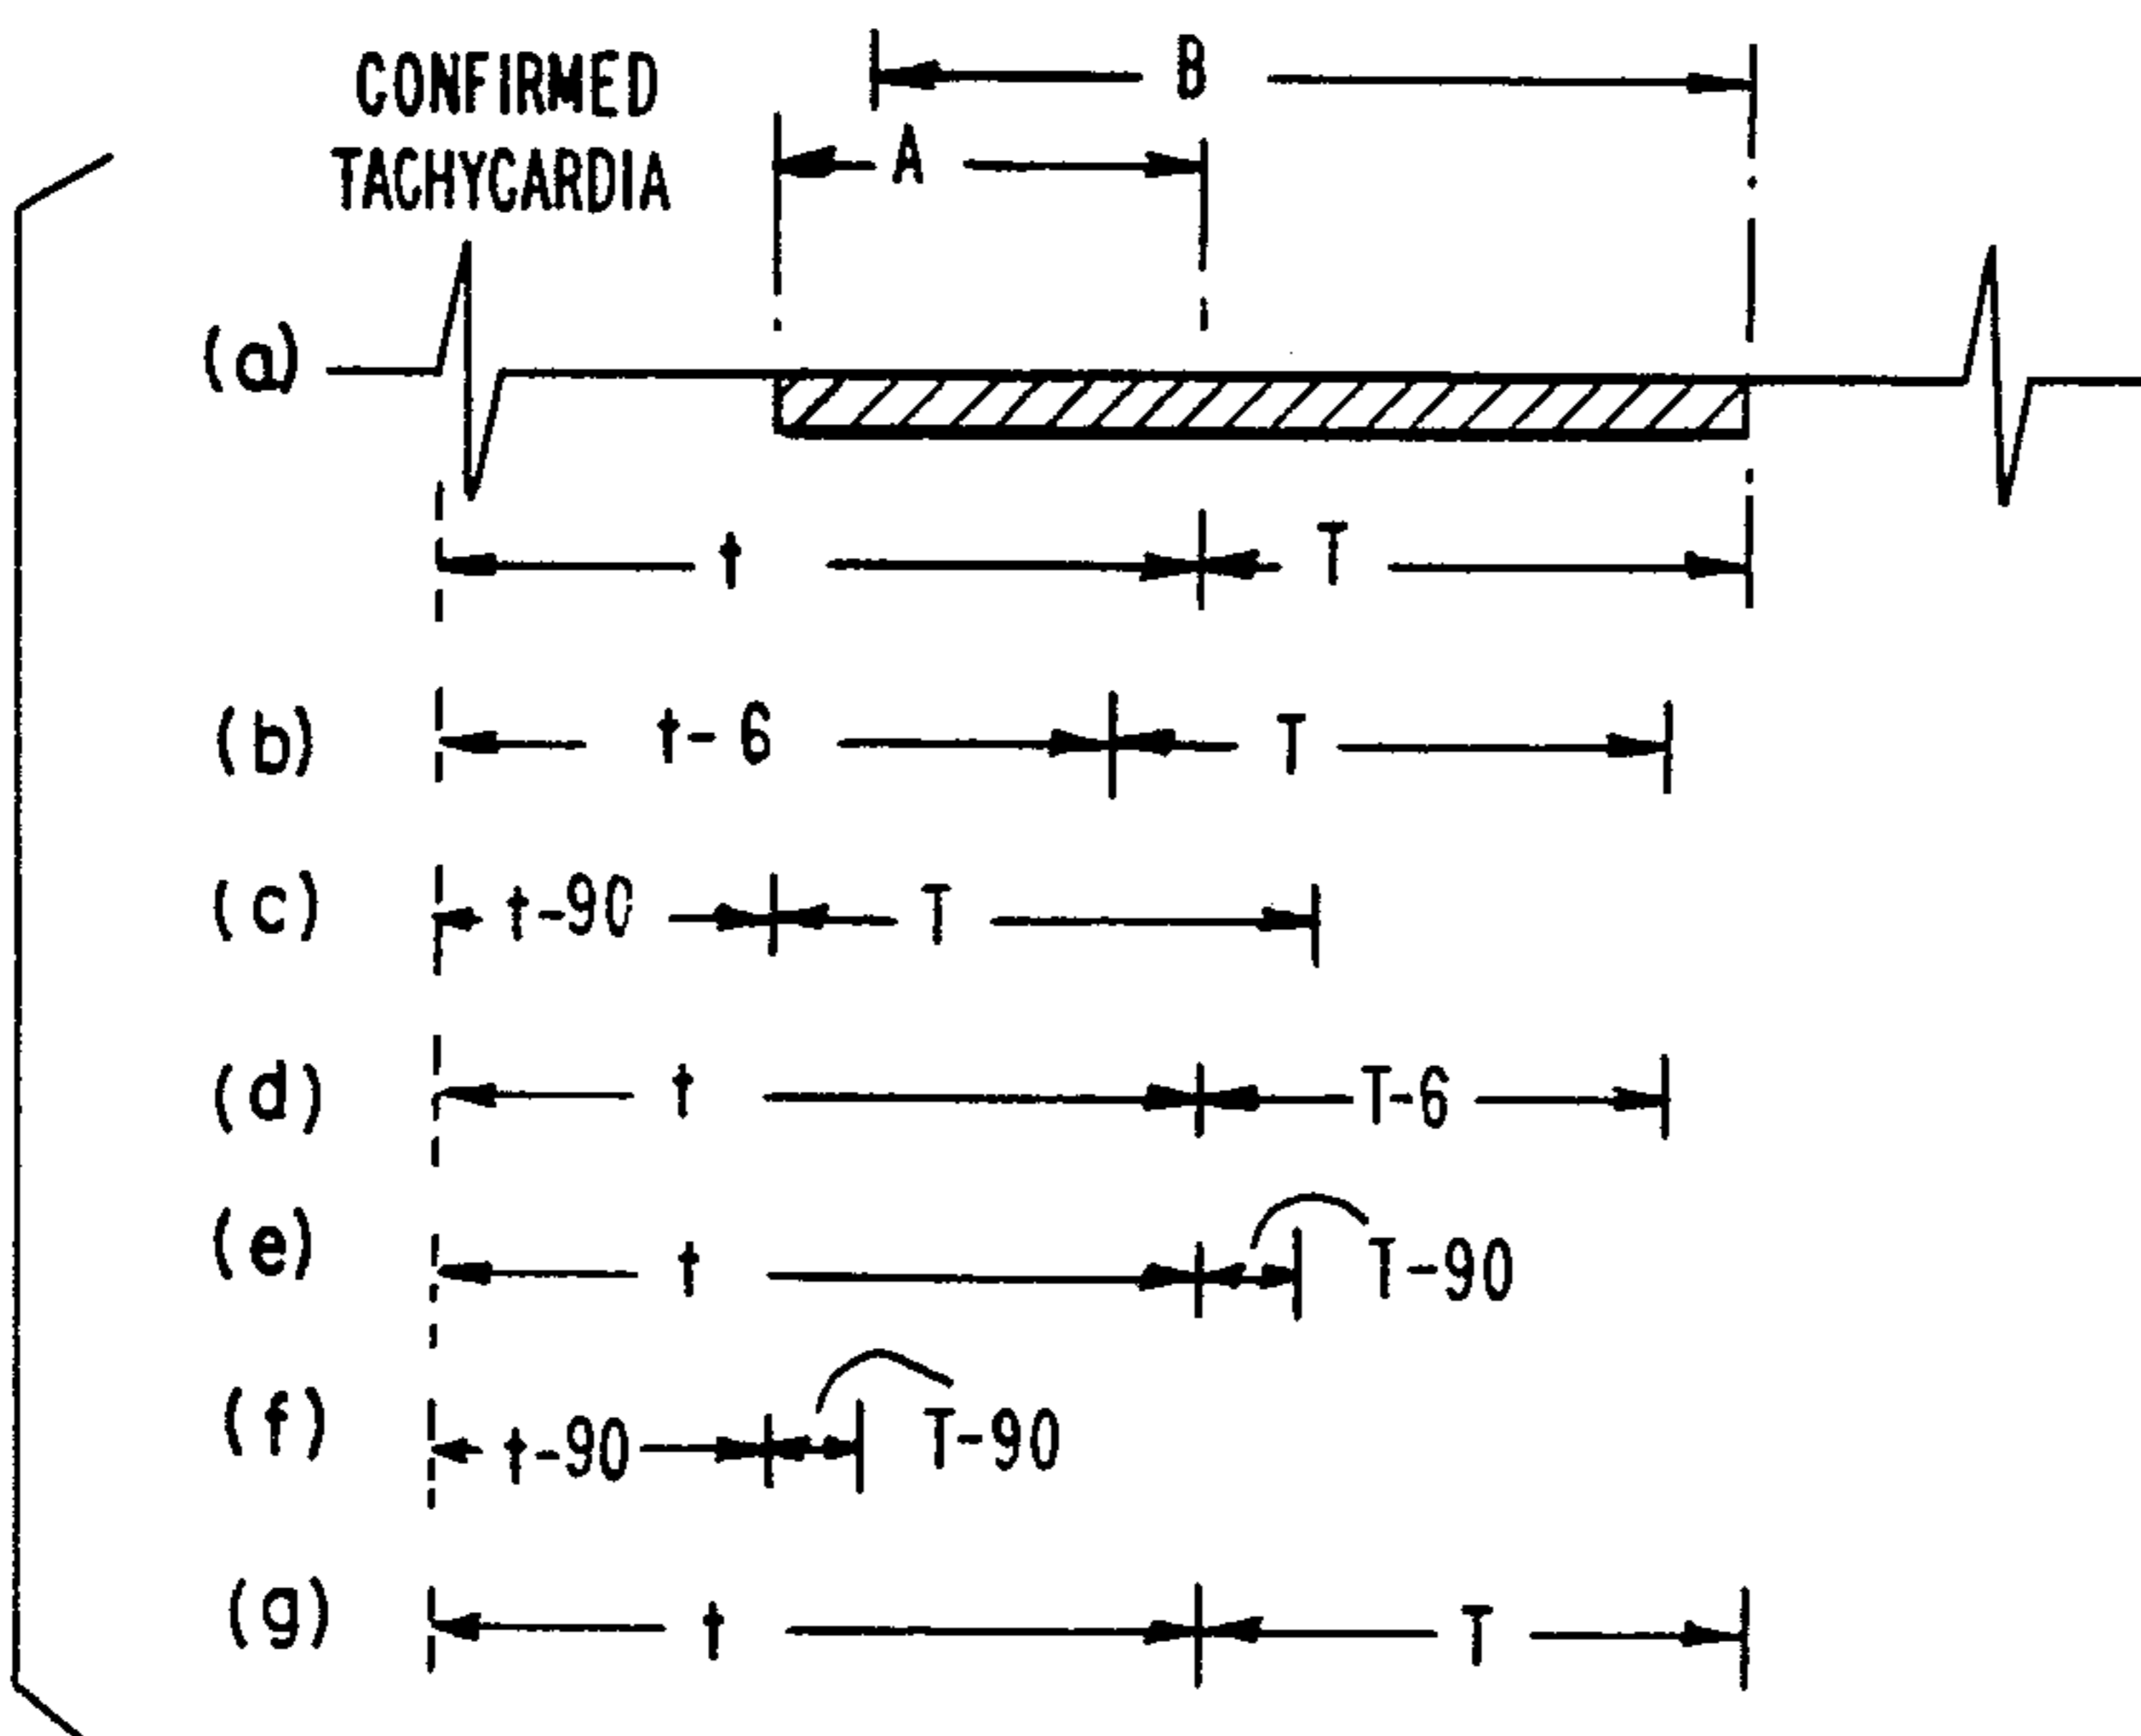 CONFIRMED
TACHYCARDIA
B
A
(a)
t T
(b) t-6 T
(c) t-90 T
(d) t T-6
(e) t T-90
(f) t-90 T-90
(g) t T